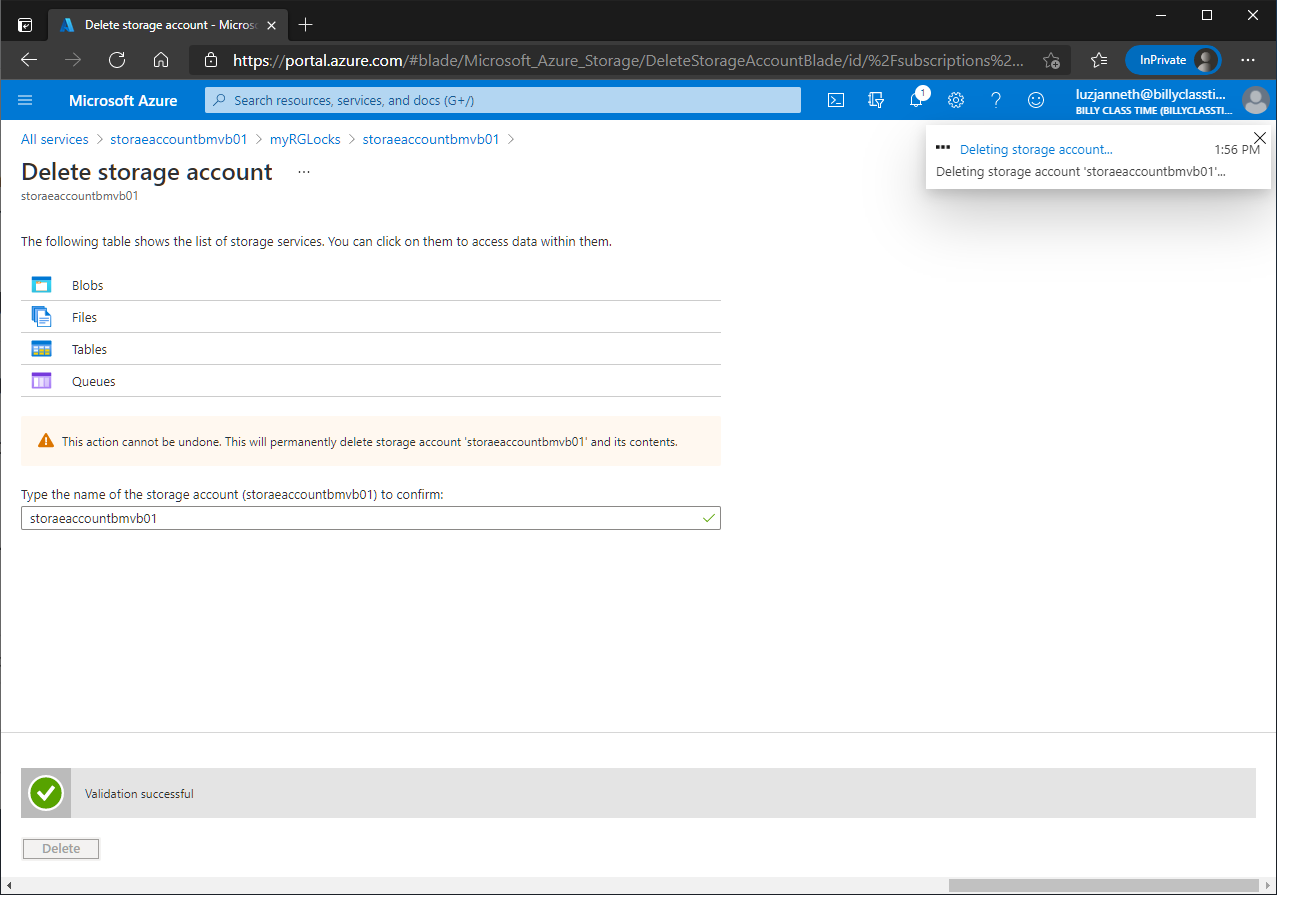 Delete storage account - Micros
https://portal.azure.com/#blade/Microsoft_Azure_Storage/DeleteStorageAccountBlade/id/%2Fsubscriptions%2...
InPrivate
Microsoft Azure
Search resources, services, and docs (G+/)
1
luzjanneth@billyclassti...
BILLY CLASS TIME (BILLYCLASSTI...
All services > storaeaccountbmvb01 > myRGLocks > storaeaccountbmvb01 >
Deleting storage account...
1:56 PM
Deleting storage account 'storaeaccountbmvb01'...
Delete storage account ...
storaeaccountbmvb01
The following table shows the list of storage services. You can click on them to access data within them.
Blobs
Files
Tables
Queues
This action cannot be undone. This will permanently delete storage account 'storaeaccountbmvb01' and its contents.
Type the name of the storage account (storaeaccountbmvb01) to confirm:
storaeaccountbmvb01
Validation successful
Delete